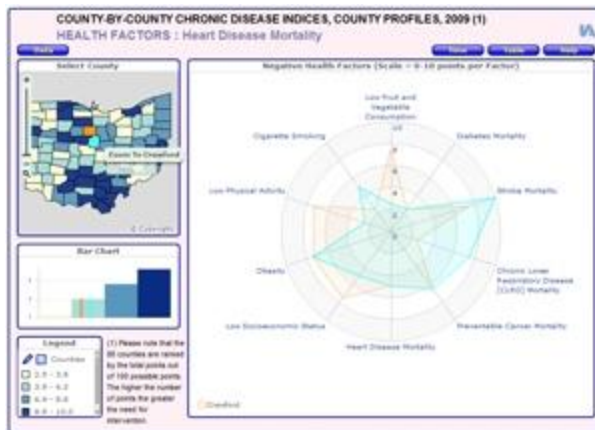 COUNTY-BY-COUNTY CHRONIC DISEASE INDICES, COUNTY PROFILES, 2009 (1)
HEALTH FACTORS : Heart Disease Mortality
Data
Table
Help
Select County
Negative Health Factors (Scale = 0-10 points per Factor)
Zoom To Crawford
© Copyright
Low Fruit and
Vegetable
Consumption
Cigarette Smoking
Diabetes Mortality
Low Physical Activity
Stroke Mortality
Obesity
Chronic Lower
Respiratory Disease
(CLRD) Mortality
Low Socioeconomic Status
Preventable Cancer Mortality
Heart Disease Mortality
Bar Chart
Legend
Counties
(1) Please note that the
88 counties are ranked
by the total points out
of 100 possible points.
The higher the number
of points the greater
the need for
intervention.
Crawford